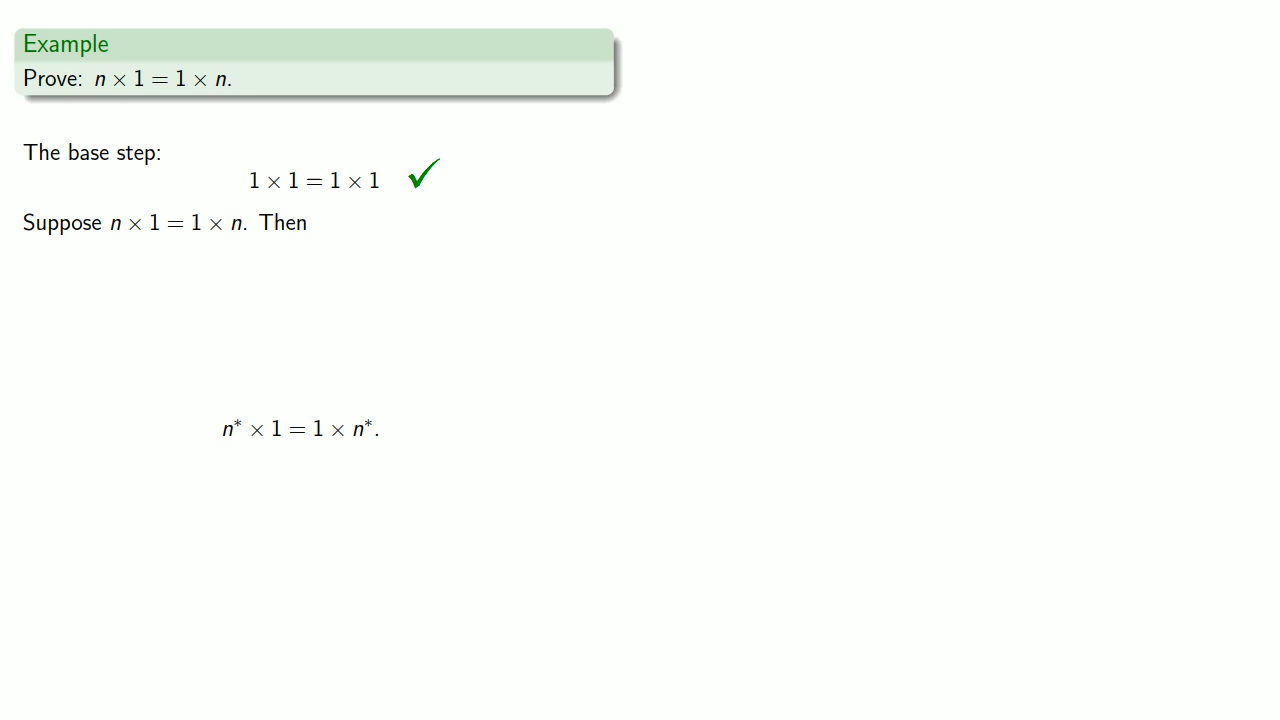 Example
Prove: n × 1 = 1 × n.
The base step:
1 × 1 = 1 × 1 ✓
Suppose n × 1 = 1 × n. Then
n* × 1 = 1 × n*.